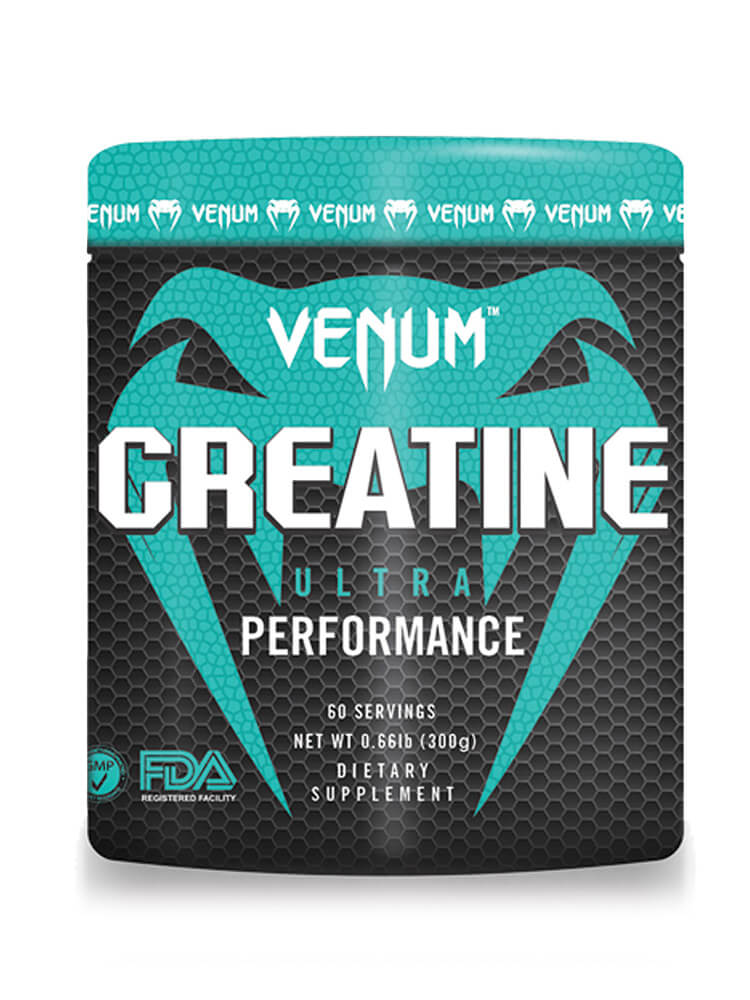 ENUM VENUM VENUM VENUM VENUM VE
VENUM™
CREATINE
ULTRA
PERFORMANCE
60 SERVINGS
NET WT 0.66lb (300g)
DIETARY
SUPPLEMENT
GMP
FDA
REGISTERED FACILITY